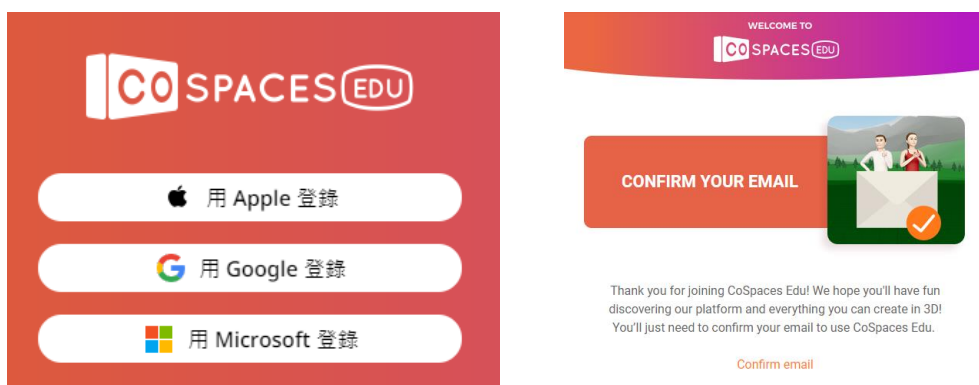 CO SPACES EDU
用 Apple 登錄
用 Google 登錄
用 Microsoft 登錄
WELCOME TO
CO SPACES EDU
CONFIRM YOUR EMAIL
Thank you for joining CoSpaces Edu! We hope you'll have fun
discovering our platform and everything you can create in 3D!
You'll just need to confirm your email to use CoSpaces Edu.
Confirm email